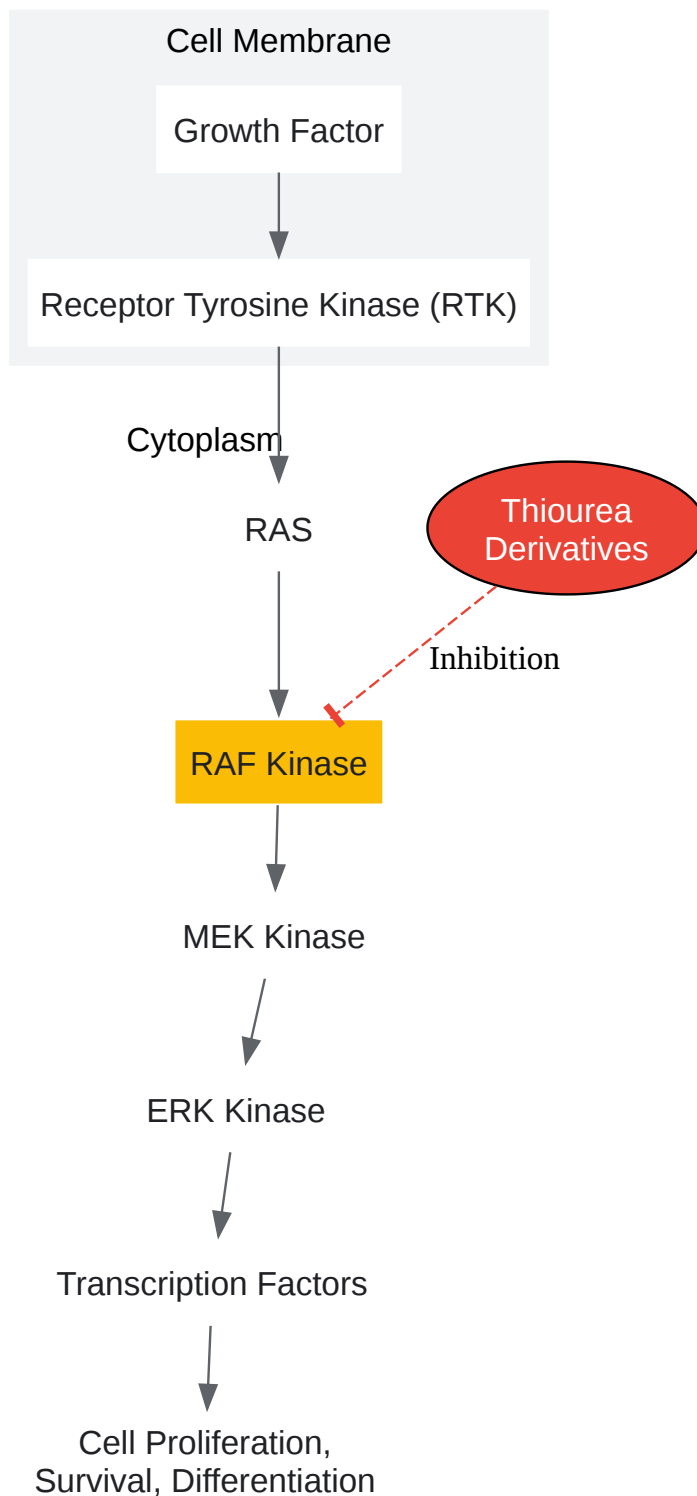 Cell Membrane
Growth Factor
Receptor Tyrosine Kinase (RTK)
Cytoplasm
RAS
Thiourea
Derivatives
Inhibition
RAF Kinase
MEK Kinase
ERK Kinase
Transcription Factors
Cell Proliferation,
Survival, Differentiation